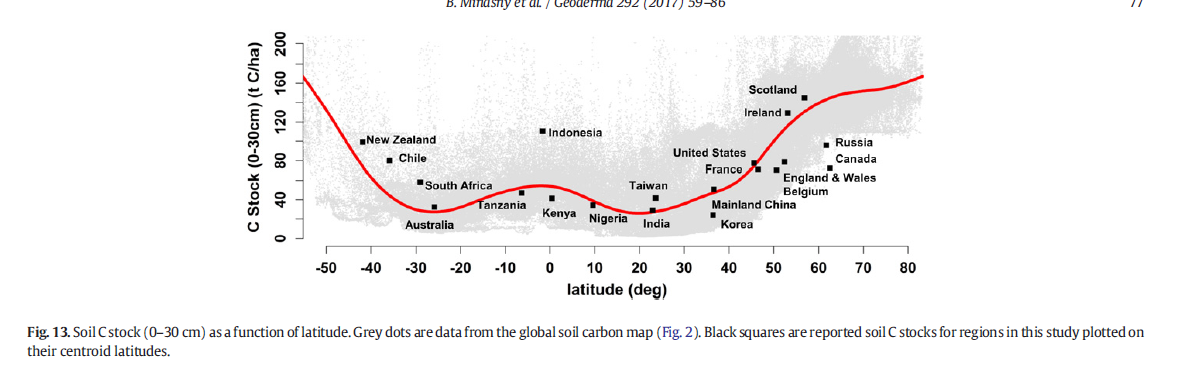 B. Minasny et al. / Geoderma 292 (2017) 59–86
77
C Stock (0-30cm) (t C/ha)
200
160
120
80
40
0
Scotland
Ireland
New Zealand
Indonesia
Russia
United States
Chile
Canada
France
England & Wales
South Africa
Taiwan
Belgium
Tanzania
Mainland China
Kenya
Nigeria
Australia
India
Korea
-50 -40 -30 -20 -10 0 10 20 30 40 50 60 70 80
latitude (deg)
Fig. 13. Soil C stock (0–30 cm) as a function of latitude. Grey dots are data from the global soil carbon map (Fig. 2). Black squares are reported soil C stocks for regions in this study plotted on
their centroid latitudes.